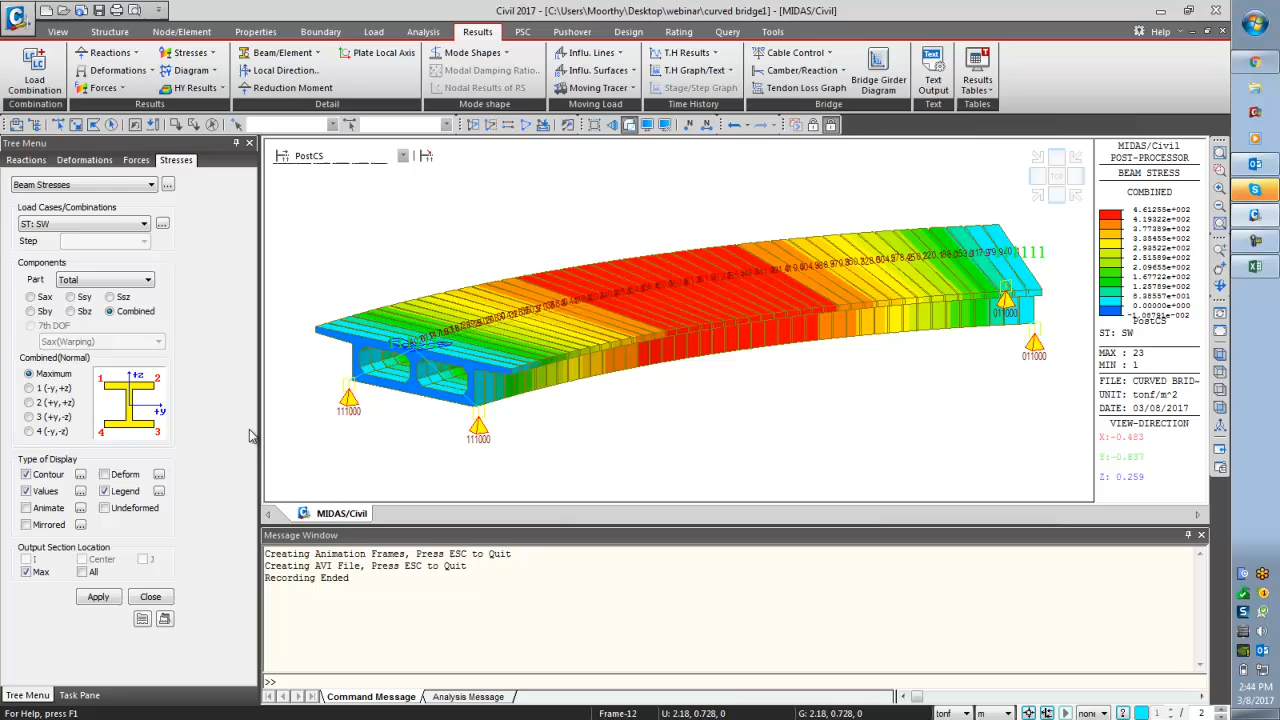 Civil 2017 - [C:\Users\Moorthy\Desktop\webinar\curved bridge1] - [MIDAS/Civil]
View Structure Node/Element Properties Boundary Load Analysis Results PSC Pushover Design Rating Query Tools Help
Reactions Stresses Beam/Element Plate Local Axis Mode Shapes Influ. Lines T.H Results Cable Control
Load Combination Deformations Diagram Local Direction.. Modal Damping Ratio.. Influ. Surfaces T.H Graph/Text Camber/Reaction Bridge Girder Diagram Text Output Results Tables
Forces HY Results Reduction Moment Nodal Results of RS Moving Tracer Stage/Step Graph Tendon Loss Graph
Combination Results Detail Mode shape Moving Load Time History Bridge Text Tables
Tree Menu
Reactions Deformations Forces Stresses
Beam Stresses ...
Load Cases/Combinations
ST: SW ...
Step
Components
Part Total
Sax Ssy Ssz
Sby Sbz Combined
7th DOF
Sax(Warping)
Combined(Normal)
Maximum
1 (-y,+z)
2 (+y,+z)
3 (+y,-z)
4 (-y,-z)
1 +z 2
+y
4 3
Type of Display
Contour ... Deform ...
Values ... Legend ...
Animate ... Undeformed
Mirrored ...
Output Section Location
I Center J
Max All
Apply Close
Tree Menu Task Pane
PostCS
TOP
111000
111000
011000
011000
MIDAS/Civil
POST-PROCESSOR
BEAM STRESS
COMBINED
4.61255e+002
4.19322e+002
3.77389e+002
3.35455e+002
2.93522e+002
2.51589e+002
2.09656e+002
1.67722e+002
1.25789e+002
8.38557e+001
0.00000e+000
PostCS
ST: SW
MAX : 23
MIN : 1
FILE: CURVED BRID~
UNIT: tonf/m^2
DATE: 03/08/2017
VIEW-DIRECTION
X:-0.483
Y:-0.837
Z: 0.259
MIDAS/Civil
Message Window
Creating Animation Frames, Press ESC to Quit
Creating AVI File, Press ESC to Quit
Recording Ended
>>
Command Message Analysis Message
For Help, press F1 Frame-12 U: 2.18, 0.728, 0 G: 2.18, 0.728, 0 tonf m none 1 / 2
2:44 PM
3/8/2017